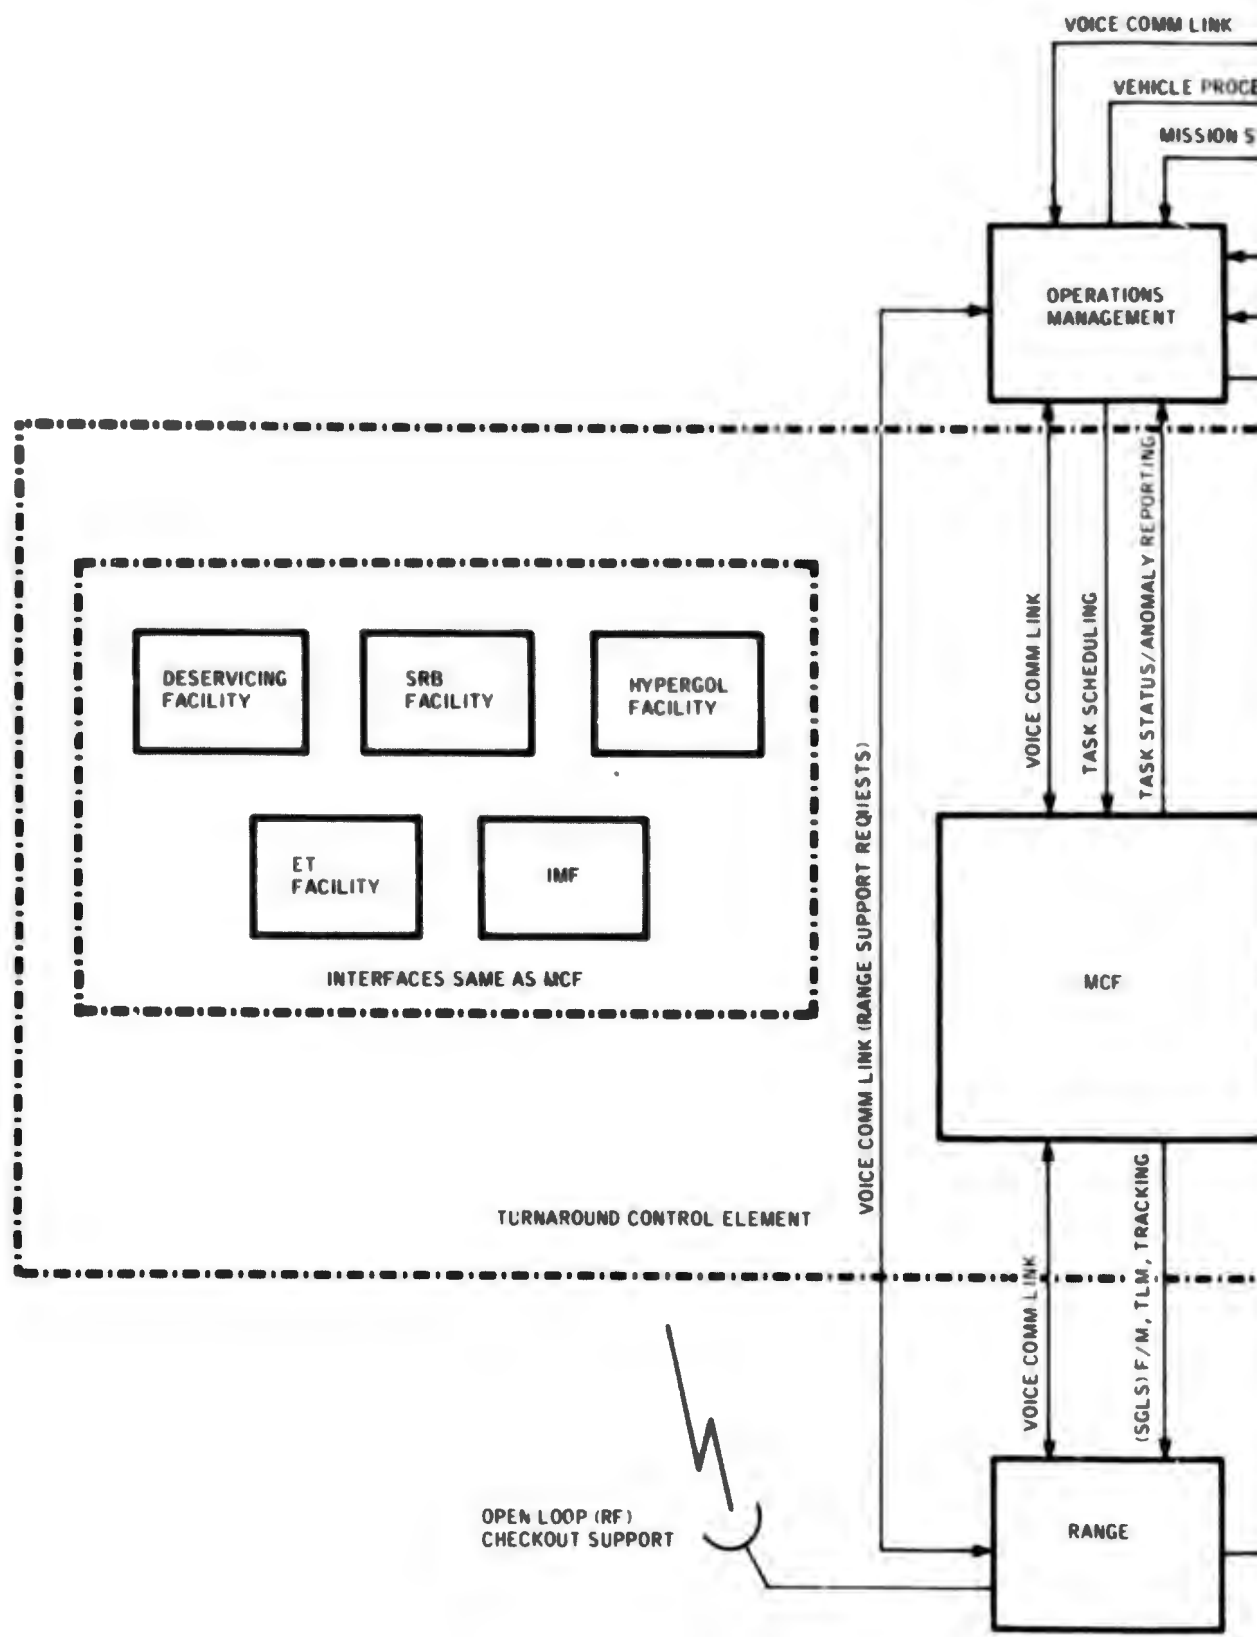 VOICE COMM LINK
VEHICLE PROCE
MISSION S
OPERATIONS
MANAGEMENT
VOICE COMM LINK
TASK SCHEDULING
TASK STATUS/ANOMALY REPORTING
DESERVICING
FACILITY
SRB
FACILITY
HYPERGOL
FACILITY
ET
FACILITY
IMF
INTERFACES SAME AS MCF
VOICE COMM LINK (RANGE SUPPORT REQUESTS)
MCF
TURNAROUND CONTROL ELEMENT
VOICE COMM LINK
(SGLS) F/M, TLM, TRACKING
OPEN LOOP (RF)
CHECKOUT SUPPORT
RANGE